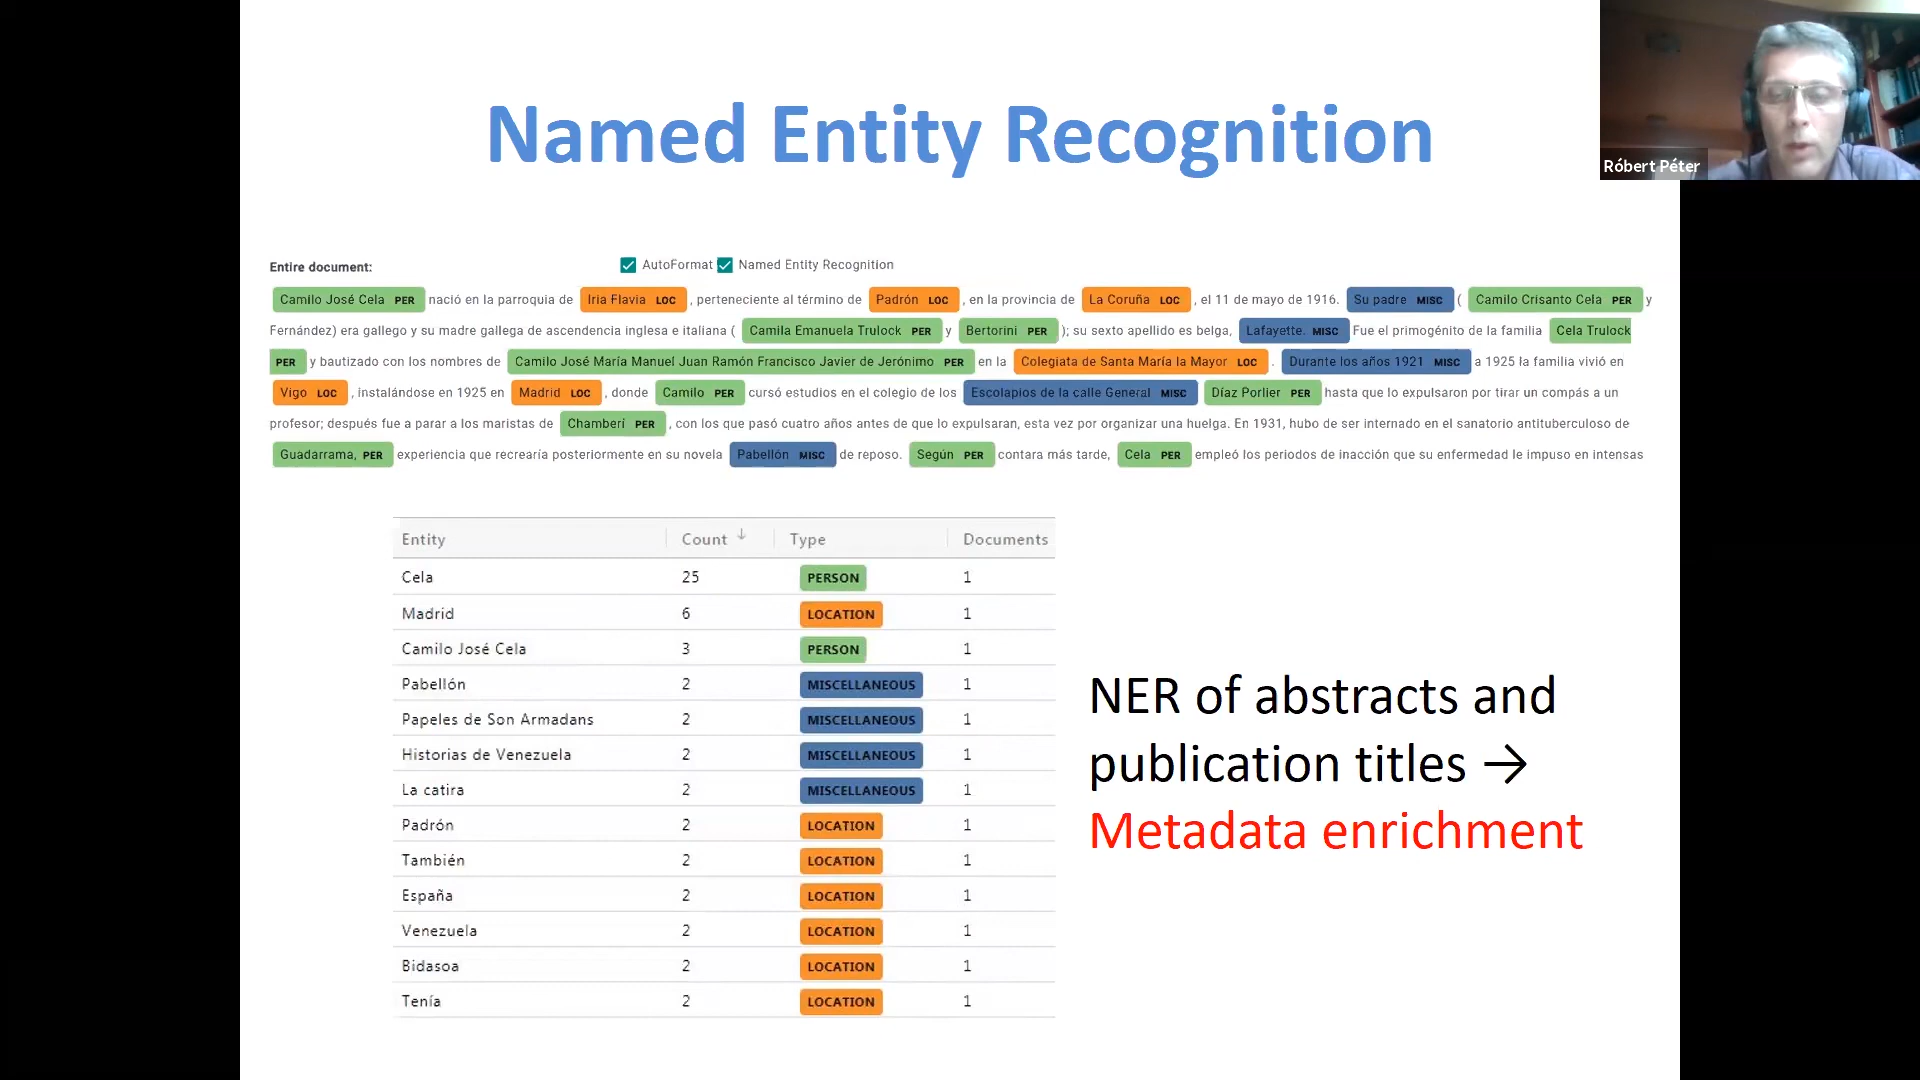 Named Entity Recognition
Róbert Péter
Entire document:
AutoFormat Named Entity Recognition
Camilo José Cela PER nació en la parroquia de Iria Flavia LOC , perteneciente al término de Padrón LOC , en la provincia de La Coruña LOC , el 11 de mayo de 1916. Su padre MISC ( Camilo Crisanto Cela PER y
Fernández) era gallego y su madre gallega de ascendencia inglesa e italiana ( Camila Emanuela Trulock PER y Bertorini PER ); su sexto apellido es belga, Lafayette. MISC Fue el primogénito de la familia Cela Trulock
PER y bautizado con los nombres de Camilo José María Manuel Juan Ramón Francisco Javier de Jerónimo PER en la Colegiata de Santa María la Mayor LOC . Durante los años 1921 MISC a 1925 la familia vivió en
Vigo LOC , instalándose en 1925 en Madrid LOC , donde Camilo PER cursó estudios en el colegio de los Escolapios de la calle General MISC Díaz Porlier PER hasta que lo expulsaron por tirar un compás a un
profesor; después fue a parar a los maristas de Chamberí PER , con los que pasó cuatro años antes de que lo expulsaran, esta vez por organizar una huelga. En 1931, hubo de ser internado en el sanatorio antituberculoso de
Guadarrama, PER experiencia que recrearía posteriormente en su novela Pabellón MISC de reposo. Según PER contara más tarde, Cela PER empleó los periodos de inacción que su enfermedad le impuso en intensas
Entity Count ↓ Type Documents
Cela 25 PERSON 1
Madrid 6 LOCATION 1
Camilo José Cela 3 PERSON 1
Pabellón 2 MISCELLANEOUS 1
Papeles de Son Armadans 2 MISCELLANEOUS 1
Historias de Venezuela 2 MISCELLANEOUS 1
La catira 2 MISCELLANEOUS 1
Padrón 2 LOCATION 1
También 2 LOCATION 1
España 2 LOCATION 1
Venezuela 2 LOCATION 1
Bidasoa 2 LOCATION 1
Tenía 2 LOCATION 1
NER of abstracts and
publication titles →
Metadata enrichment